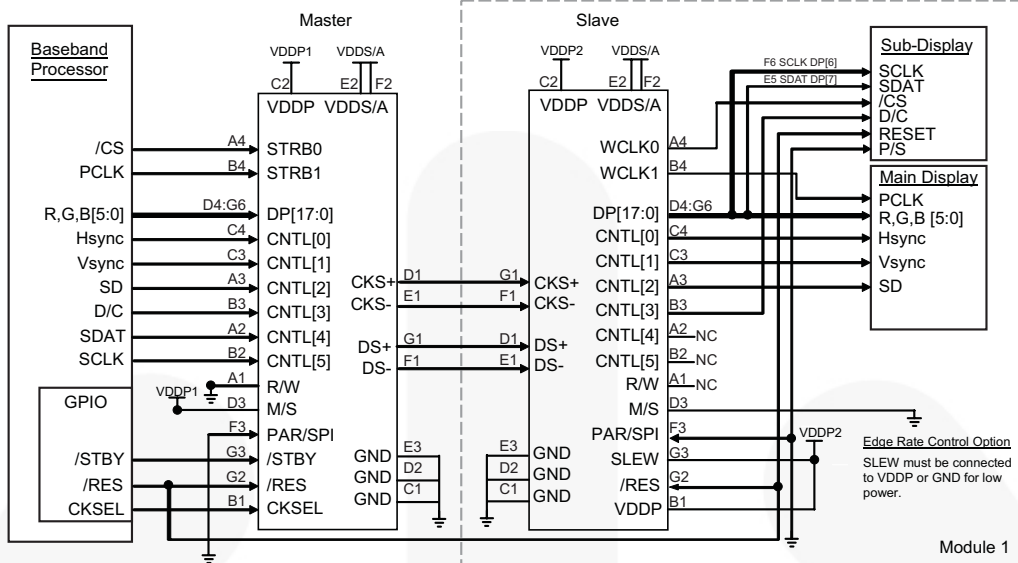 Master
Slave
Baseband
Processor
VDDP1
VDDS/A
C2
E2
F2
VDDP
VDDS/A
VDDP2
VDDS/A
C2
E2
F2
VDDP
VDDS/A
F6 SCLK DP[6]
E5 SDAT DP[7]
Sub-Display
SCLK
SDAT
/CS
D/C
RESET
P/S
Main Display
PCLK
R,G,B [5:0]
Hsync
Vsync
SD
/CS
PCLK
R,G,B[5:0]
Hsync
Vsync
SD
D/C
SDAT
SCLK
GPIO
/STBY
/RES
CKSEL
VDDP1
A4
B4
D4:G6
C4
C3
A3
B3
A2
B2
A1
D3
F3
G3
G2
B1
STRB0
STRB1
DP[17:0]
CNTL[0]
CNTL[1]
CNTL[2]
CNTL[3]
CNTL[4]
CNTL[5]
R/W
M/S
PAR/SPI
/STBY
/RES
CKSEL
CKS+
CKS-
DS+
DS-
GND
GND
GND
D1
E1
G1
F1
E3
D2
C1
G1
F1
D1
E1
E3
D2
C1
CKS+
CKS-
DS+
DS-
GND
GND
GND
WCLK0
WCLK1
DP[17:0]
CNTL[0]
CNTL[1]
CNTL[2]
CNTL[3]
CNTL[4]
CNTL[5]
R/W
M/S
PAR/SPI
SLEW
/RES
VDDP
A4
B4
D4:G6
C4
C3
A3
B3
A2
NC
B2
NC
A1
NC
D3
F3
G3
G2
B1
VDDP2
Edge Rate Control Option
SLEW must be connected
to VDDP or GND for low
power.
Module 1